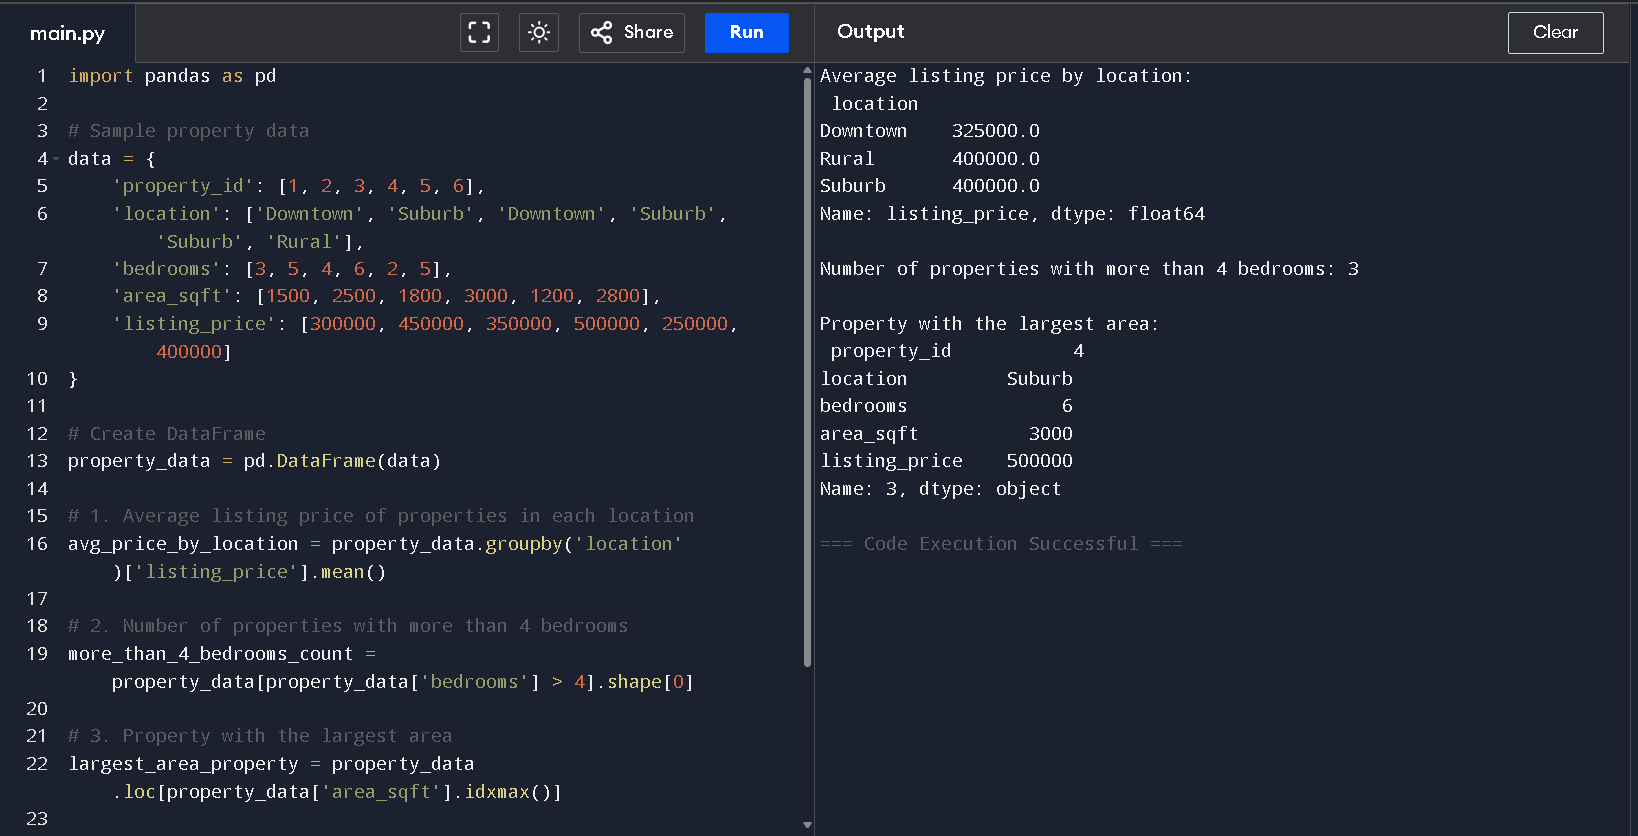 main.py
Share
Run
Output
Clear
1 import pandas as pd
2
3 # Sample property data
4 data = {
5     'property_id': [1, 2, 3, 4, 5, 6],
6     'location': ['Downtown', 'Suburb', 'Downtown', 'Suburb',
        'Suburb', 'Rural'],
7     'bedrooms': [3, 5, 4, 6, 2, 5],
8     'area_sqft': [1500, 2500, 1800, 3000, 1200, 2800],
9     'listing_price': [300000, 450000, 350000, 500000, 250000,
        400000]
10 }
11
12 # Create DataFrame
13 property_data = pd.DataFrame(data)
14
15 # 1. Average listing price of properties in each location
16 avg_price_by_location = property_data.groupby('location'
    )['listing_price'].mean()
17
18 # 2. Number of properties with more than 4 bedrooms
19 more_than_4_bedrooms_count =
    property_data[property_data['bedrooms'] > 4].shape[0]
20
21 # 3. Property with the largest area
22 largest_area_property = property_data
    .loc[property_data['area_sqft'].idxmax()]
23
Average listing price by location:
 location
Downtown    325000.0
Rural       400000.0
Suburb      400000.0
Name: listing_price, dtype: float64

Number of properties with more than 4 bedrooms: 3

Property with the largest area:
 property_id           4
location         Suburb
bedrooms              6
area_sqft          3000
listing_price    500000
Name: 3, dtype: object

=== Code Execution Successful ===